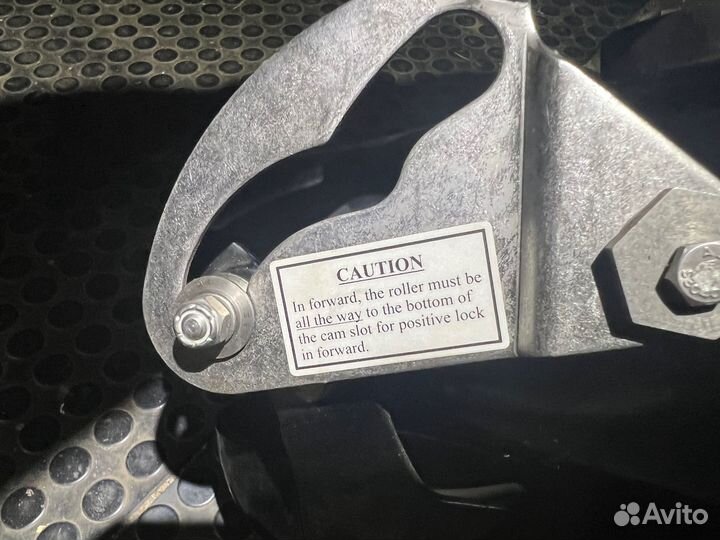 CAUTION
In forward, the roller must be
all the way to the bottom of
the cam slot for positive lock
in forward.
Avito